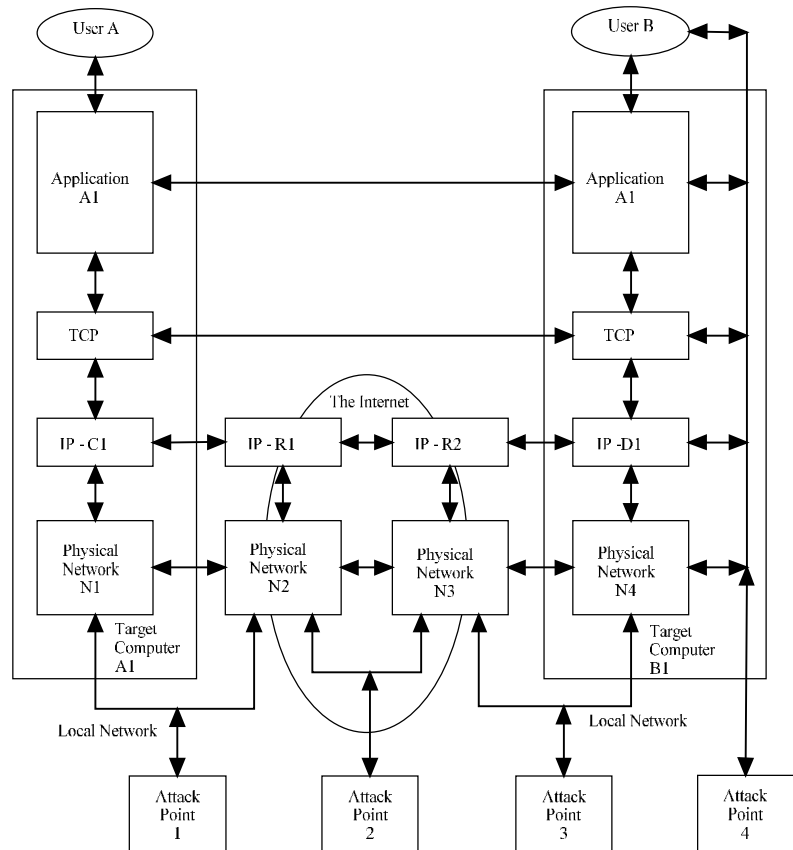 User A
User B
Application
A1
Application
A1
TCP
TCP
The Internet
IP - C1
IP - R1
IP - R2
IP -D1
Physical
Network
N1
Physical
Network
N2
Physical
Network
N3
Physical
Network
N4
Target
Computer
A1
Target
Computer
B1
Local Network
Local Network
Attack
Point
1
Attack
Point
2
Attack
Point
3
Attack
Point
4